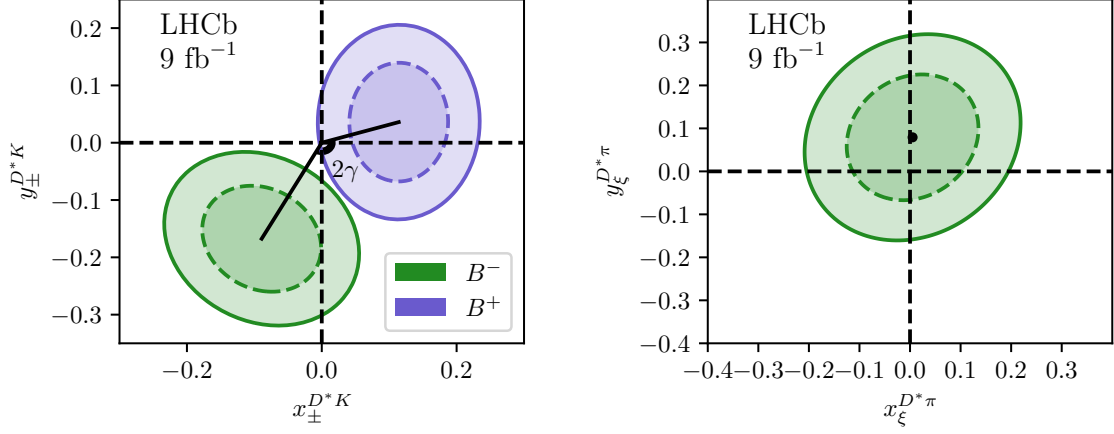 LHCb
9 fb⁻¹
0.2
0.1
0.0
−0.1
−0.2
−0.3
y±^{D*K}
2γ
B⁻
B⁺
−0.2
0.0
0.2
x±^{D*K}
LHCb
9 fb⁻¹
0.3
0.2
0.1
0.0
−0.1
−0.2
−0.3
−0.4
y_ξ^{D*π}
−0.4−0.3−0.2−0.1 0.0 0.1 0.2 0.3
x_ξ^{D*π}